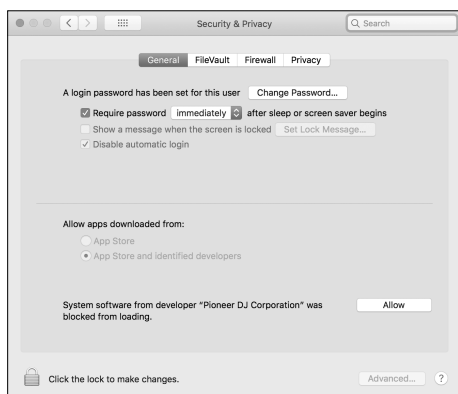 Security & Privacy
Search
General FileVault Firewall Privacy
A login password has been set for this user Change Password...
Require password immediately after sleep or screen saver begins
Show a message when the screen is locked Set Lock Message...
Disable automatic login
Allow apps downloaded from:
App Store
App Store and identified developers
System software from developer “Pioneer DJ Corporation” was Allow
blocked from loading.
Click the lock to make changes. Advanced... ?